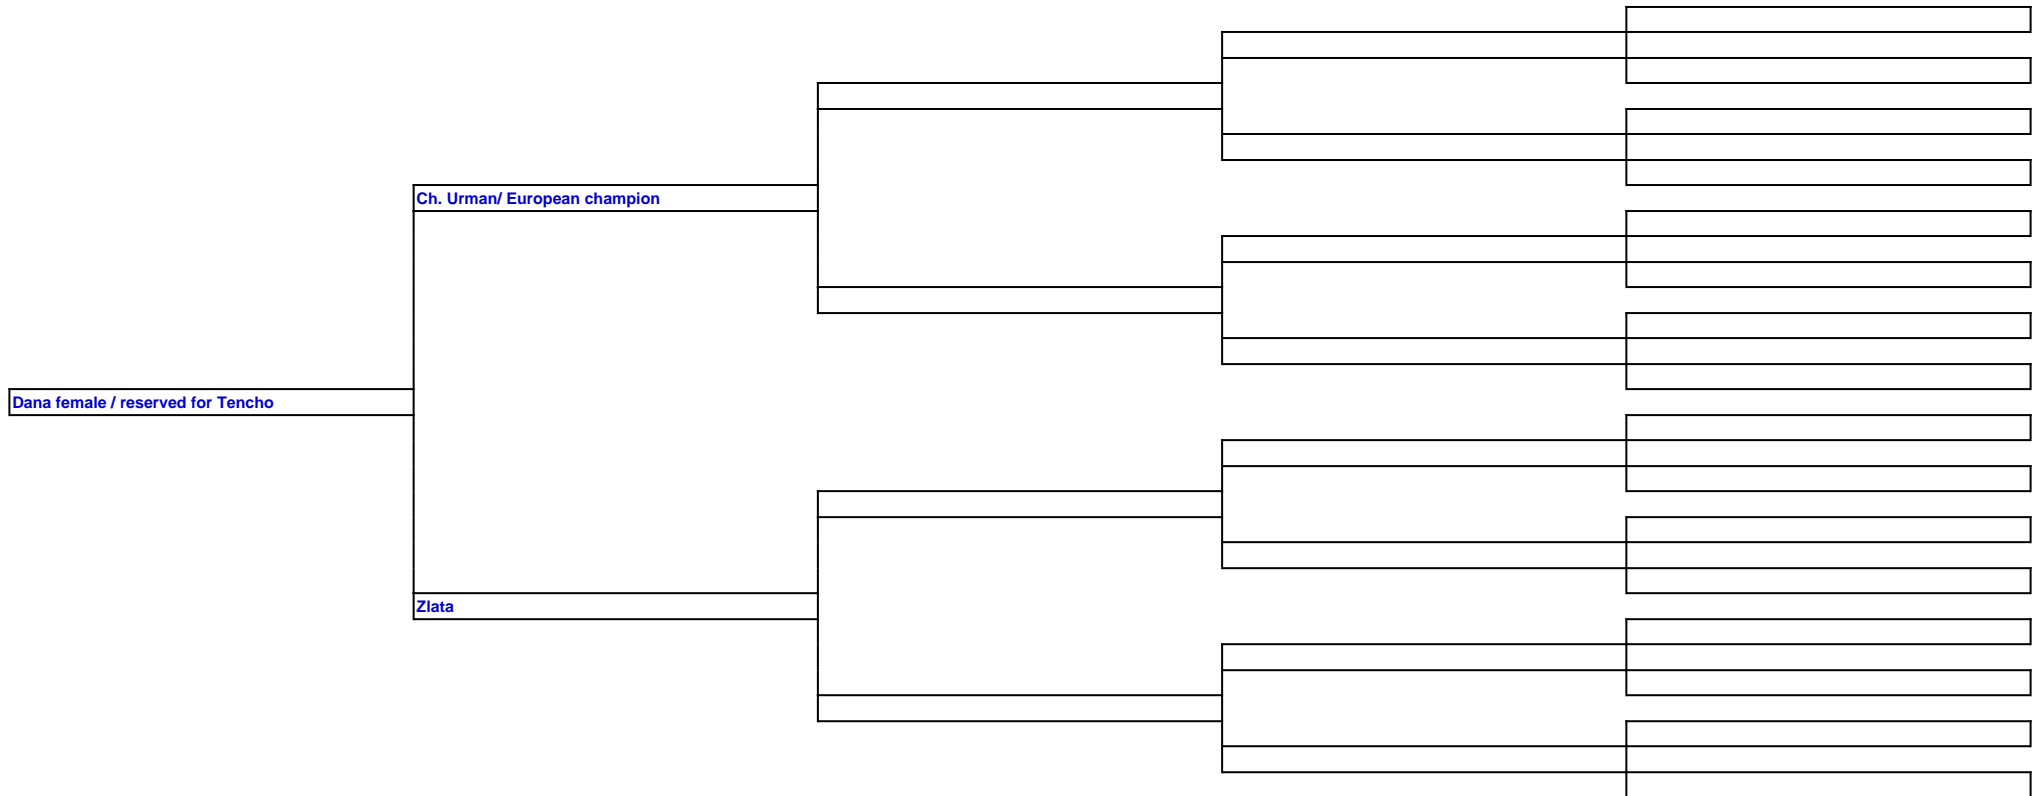 Ch. Urman/ European champion
Dana female / reserved for Tencho
Zlata